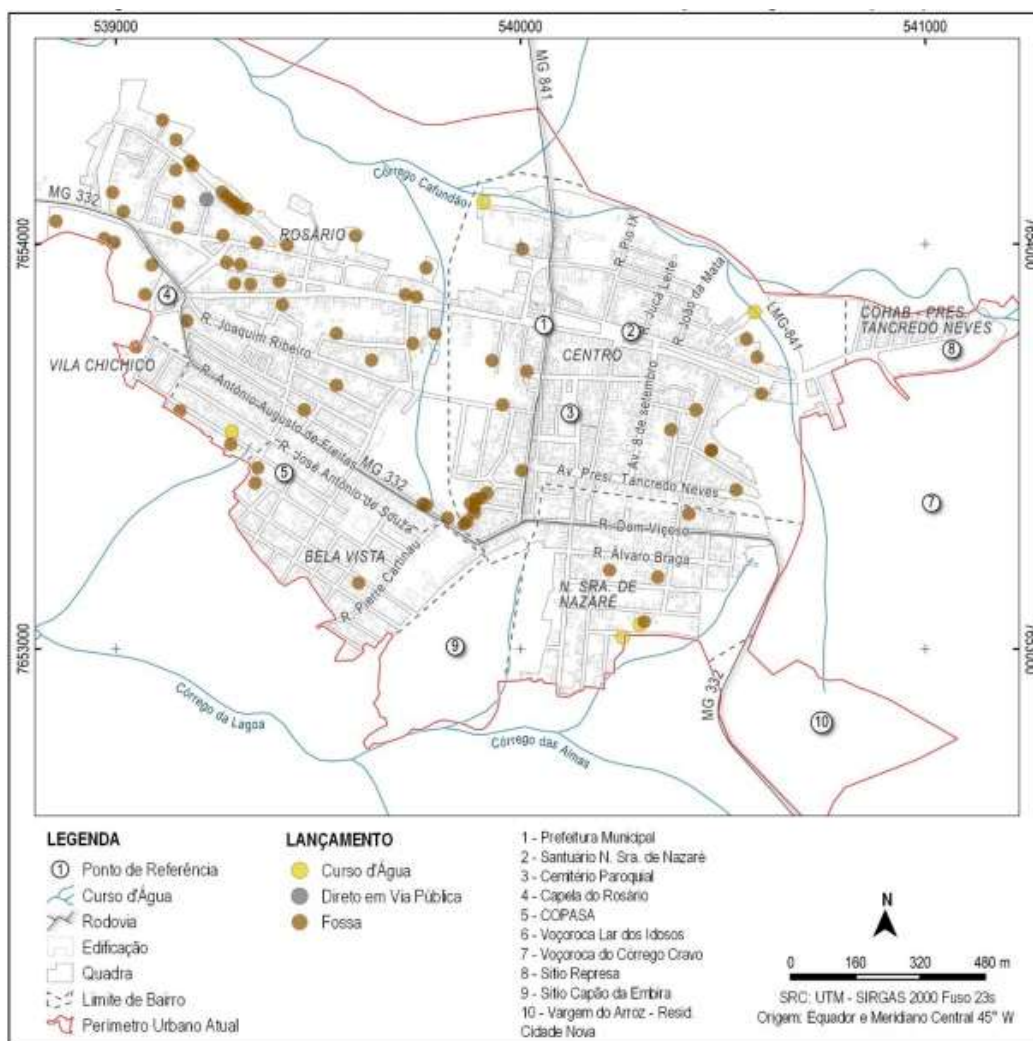 539000
540000
541000
MG 841
Córrego Cafundão
MG 332
ROSÁRIO
R. Pio IX
R. Jucá Leite
R. João da Mata
7654000
7654000
LMG-841
COHAB - PRES.
TANCREDO NEVES
4
1
2
8
R. Joaquim Ribeiro
CENTRO
VILA CHICHICO
R. Antônio Augusto de Freitas
3
Av. 8 de setembro
MG 332
R. José Antônio de Souza
5
Av. Presi. Tancredo Neves
7
R. Dom Viçoso
BELA VISTA
R. Álvaro Braga
R. Pierre Cartinau
N. SRA. DE
NAZARÉ
9
7653000
7653000
MG 332
10
Córrego da Lagoa
Córrego das Almas
LEGENDA
1 Ponto de Referência
Curso d'Água
Rodovia
Edificação
Quadra
Limite de Bairro
Perímetro Urbano Atual
LANÇAMENTO
Curso d'Água
Direto em Via Pública
Fossa
1 - Prefeitura Municipal
2 - Santuario N. Sra. de Nazaré
3 - Cemitério Paroquial
4 - Capela do Rosário
5 - COPASA
6 - Voçoroca Lar dos Idosos
7 - Voçoroca do Córrego Cravo
8 - Sítio Represa
9 - Sítio Capão da Embira
10 - Vargem do Arroz - Resid.
Cidade Nova
N
0 160 320 480 m
SRC: UTM - SIRGAS 2000 Fuso 23s
Origem: Equador e Meridiano Central 45° W